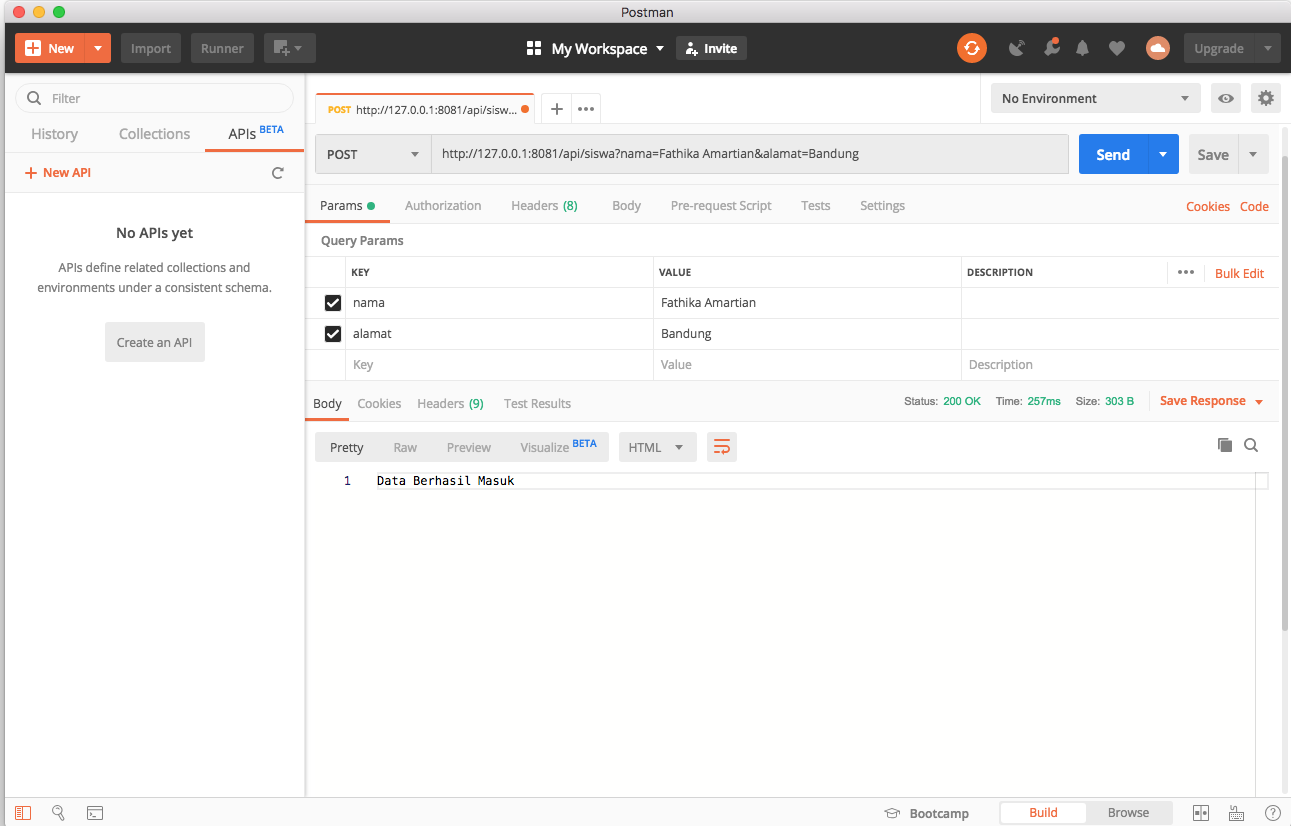 Postman
New Import Runner My Workspace Invite Upgrade
Filter
History Collections APIs BETA
New API
No APIs yet
APIs define related collections and
environments under a consistent schema.
Create an API
POST http://127.0.0.1:8081/api/sisw...
No Environment
POST http://127.0.0.1:8081/api/siswa?nama=Fathika Amartian&alamat=Bandung Send Save
Params Authorization Headers (8) Body Pre-request Script Tests Settings Cookies Code
Query Params
KEY VALUE DESCRIPTION Bulk Edit
nama Fathika Amartian
alamat Bandung
Key Value Description
Body Cookies Headers (9) Test Results Status: 200 OK Time: 257ms Size: 303 B Save Response
Pretty Raw Preview Visualize BETA HTML
1 Data Berhasil Masuk
Bootcamp Build Browse